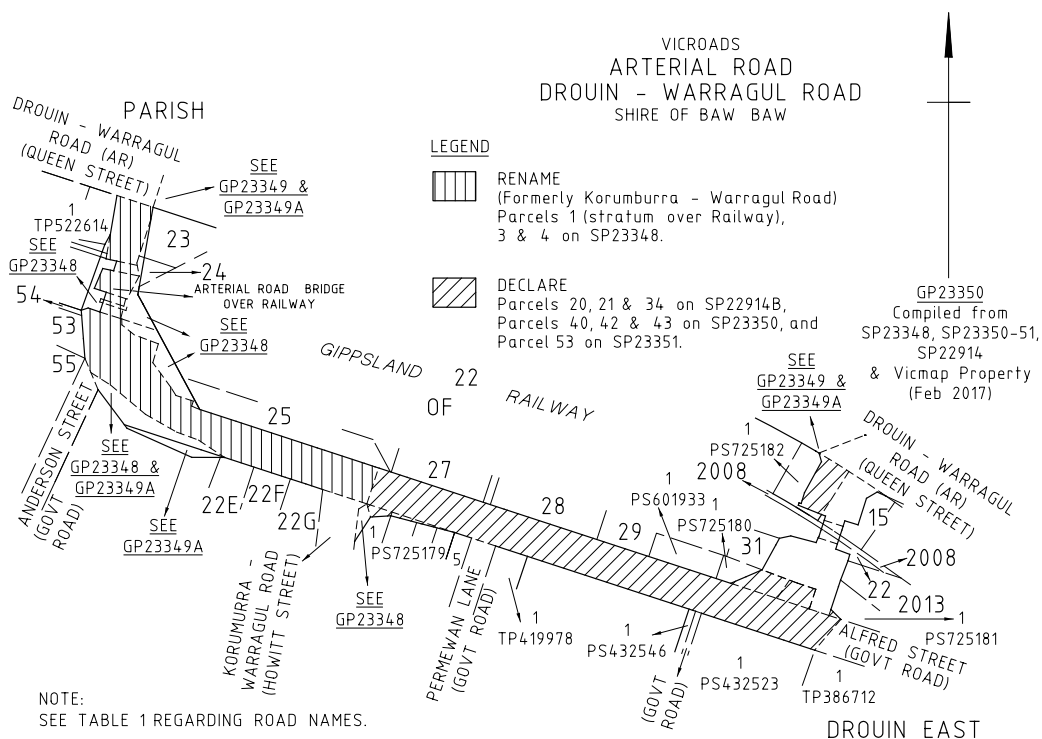 VICROADS
ARTERIAL ROAD
DROUIN - WARRAGUL ROAD
SHIRE OF BAW BAW
PARISH
DROUIN - WARRAGUL
ROAD (AR)
(QUEEN STREET)
SEE
GP23349 &
GP23349A
LEGEND
RENAME
(Formerly Korumburra - Warragul Road)
Parcels 1 (stratum over Railway),
3 & 4 on SP23348.
DECLARE
Parcels 20, 21 & 34 on SP22914B,
Parcels 40, 42 & 43 on SP23350, and
Parcel 53 on SP23351.
GP23350
Compiled from
SP23348, SP23350-51,
SP22914
& Vicmap Property
(Feb 2017)
1
TP522614
SEE
GP23348
23
24
ARTERIAL ROAD BRIDGE
OVER RAILWAY
54
53
55
SEE
GP23348
GIPPSLAND
RAILWAY
22
OF
25
27
28
29
31
ANDERSON STREET
(GOVT
ROAD)
SEE
GP23348 &
GP23349A
SEE
GP23349A
22E
22F
22G
KORUMURRA -
WARRAGUL ROAD
(HOWITT STREET)
1
PS725179
5
SEE
GP23348
PERMEWAN LANE
(GOVT ROAD)
1
TP419978
1
PS432546
(GOVT
ROAD)
1
PS432523
1
TP386712
1
PS601933
1
PS725180
SEE
GP23349 &
GP23349A
1
PS725182
2008
DROUIN - WARRAGUL
ROAD (AR)
(QUEEN STREET)
15
2008
22
2013
1
PS725181
ALFRED STREET
(GOVT ROAD)
NOTE:
SEE TABLE 1 REGARDING ROAD NAMES.
DROUIN EAST